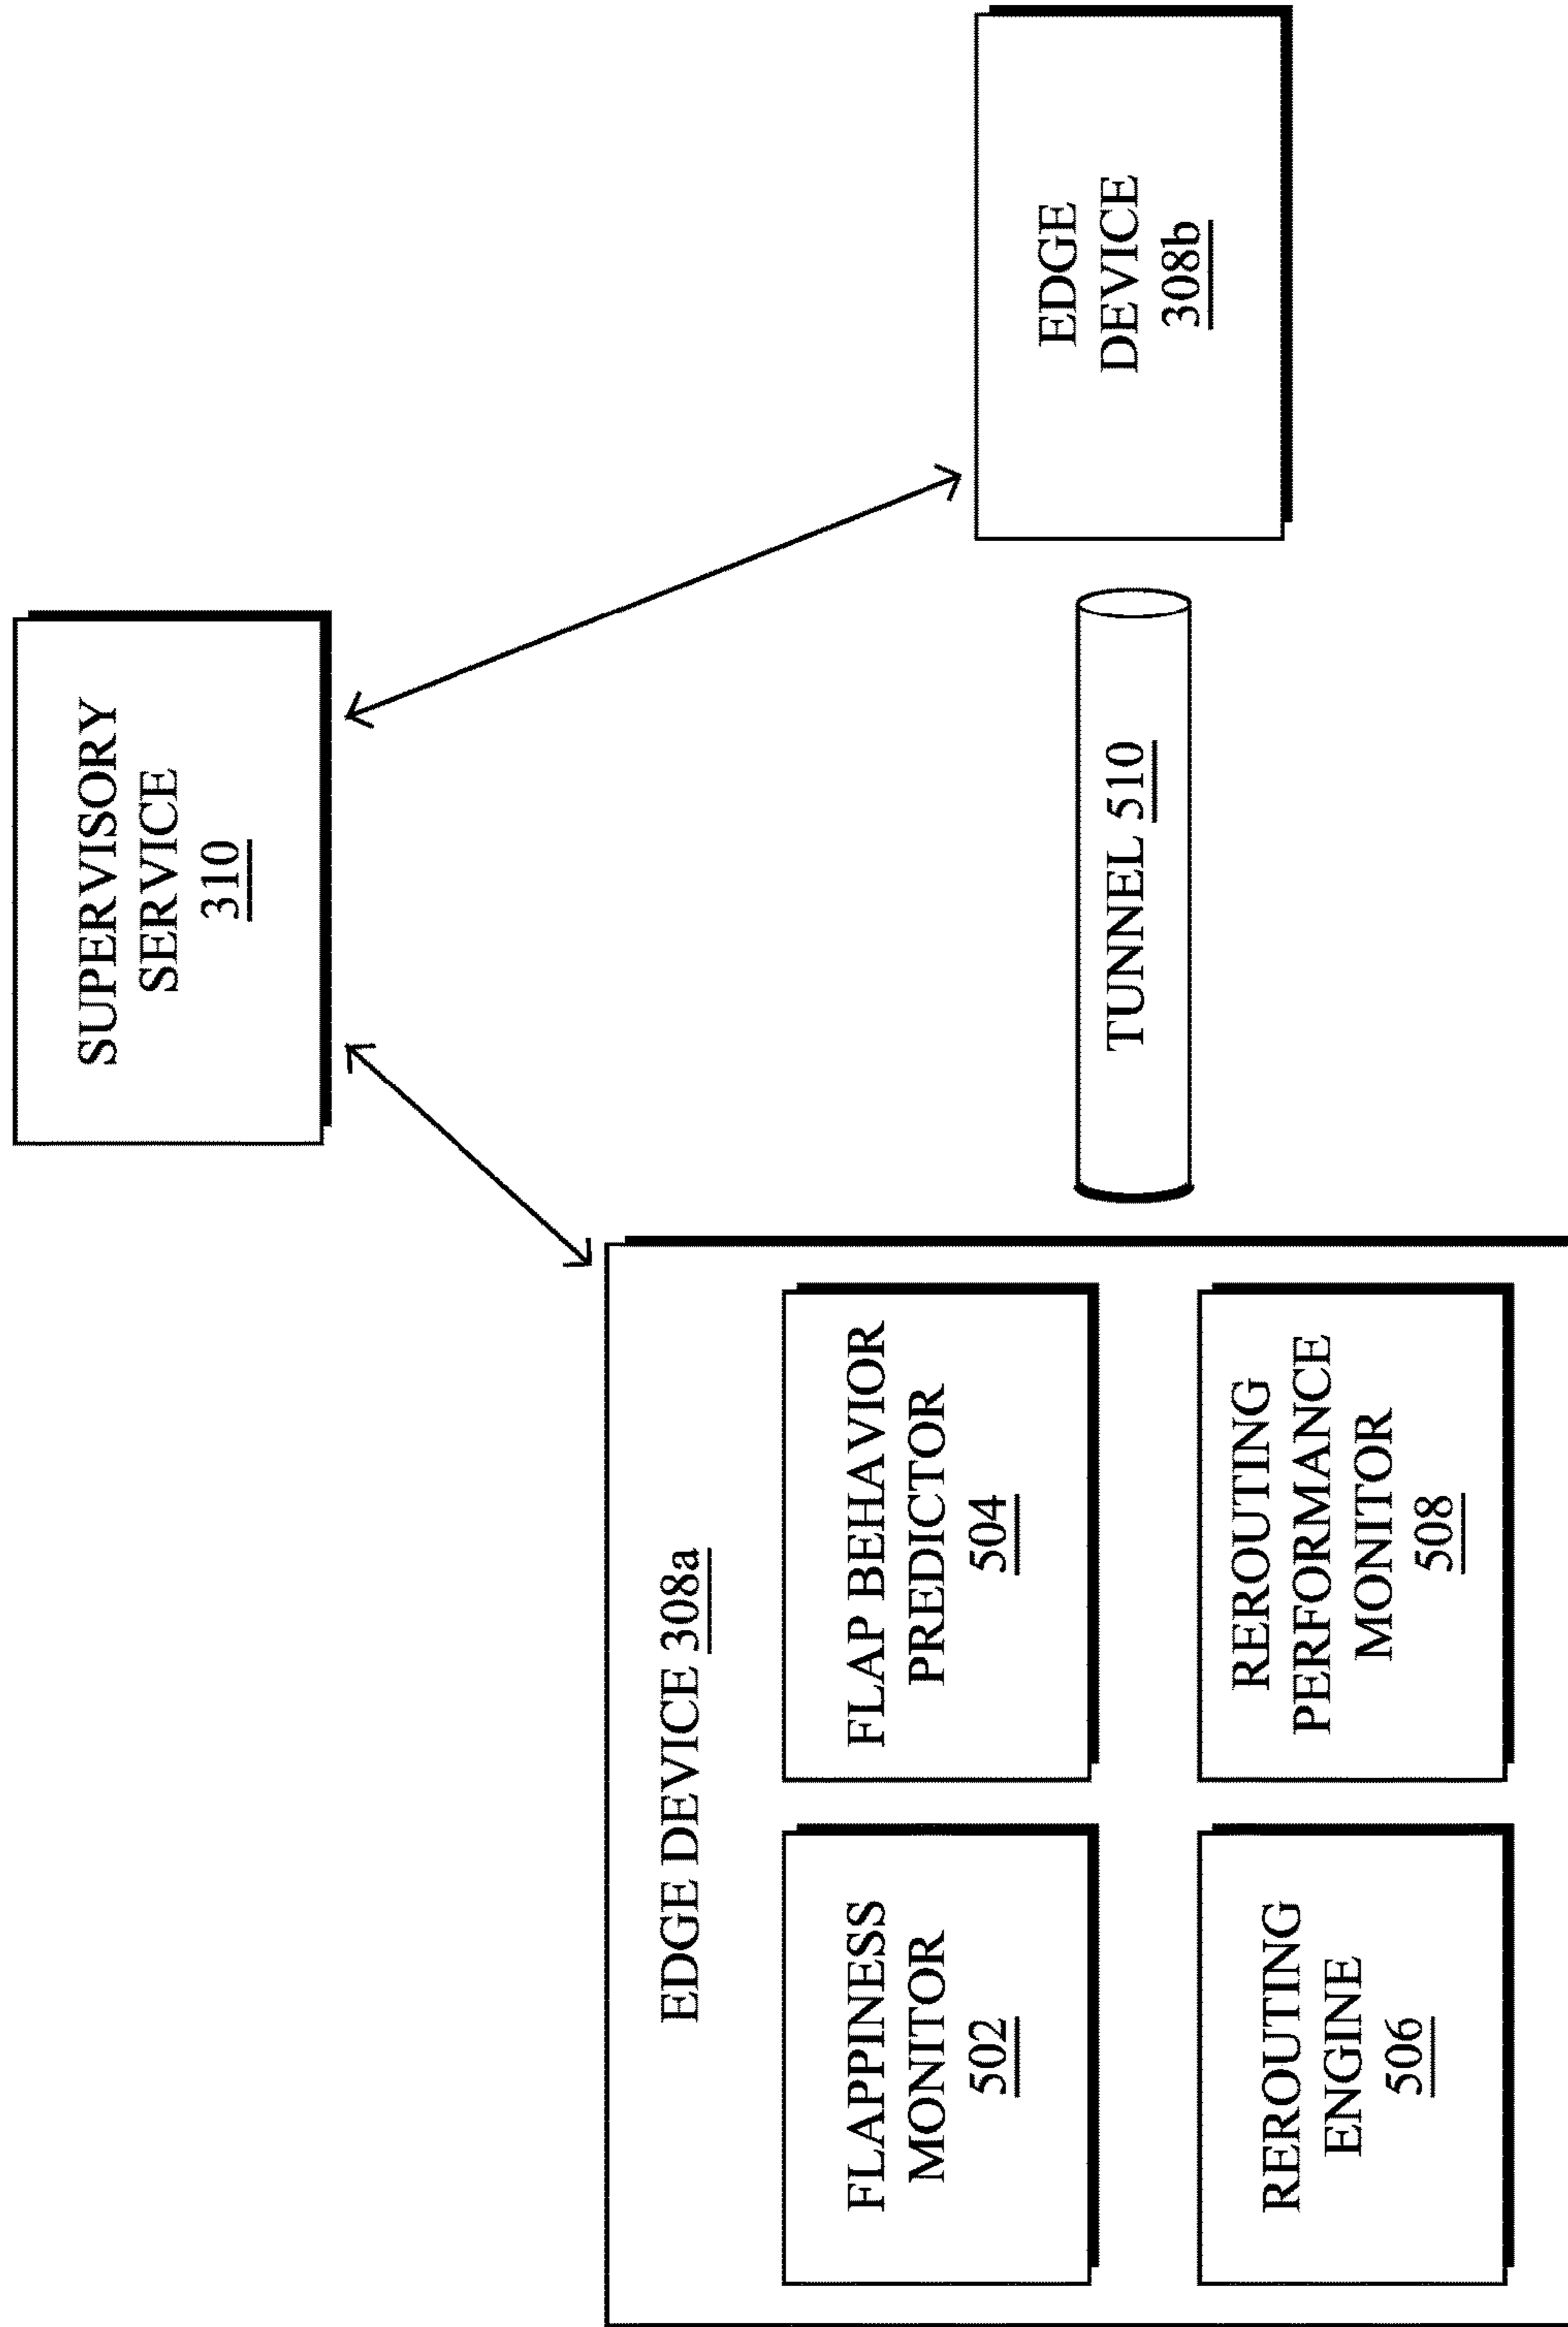 SUPERVISORY
SERVICE
310
EDGE DEVICE 308a
FLAPPINESS
MONITOR
502
FLAP BEHAVIOR
PREDICTOR
504
REROUTING
ENGINE
506
REROUTING
PERFORMANCE
MONITOR
508
TUNNEL 510
EDGE
DEVICE
308b